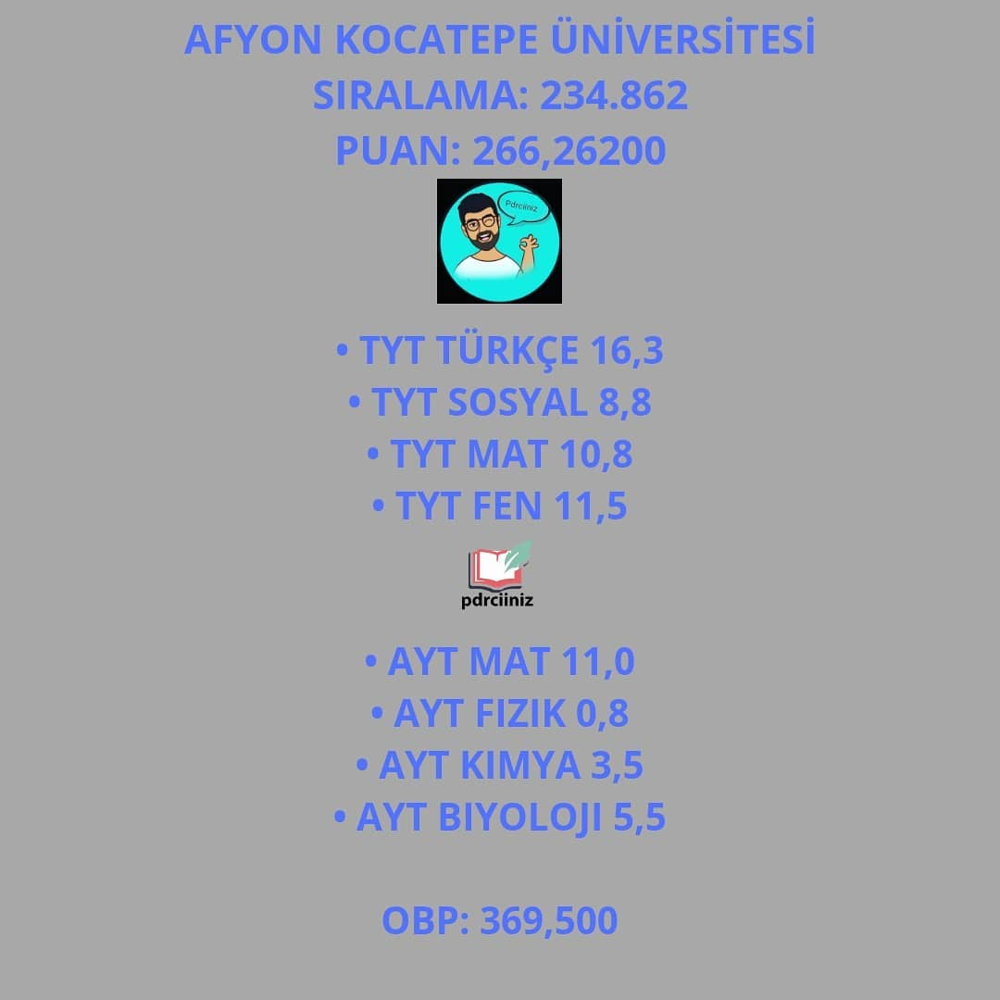 AFYON KOCATEPE ÜNİVERSİTESİ
SIRALAMA: 234.862
PUAN: 266,26200
Pdrciiniz
• TYT TÜRKÇE 16,3
• TYT SOSYAL 8,8
• TYT MAT 10,8
• TYT FEN 11,5
pdrciiniz
• AYT MAT 11,0
• AYT FIZIK 0,8
• AYT KIMYA 3,5
• AYT BIYOLOJI 5,5
OBP: 369,500